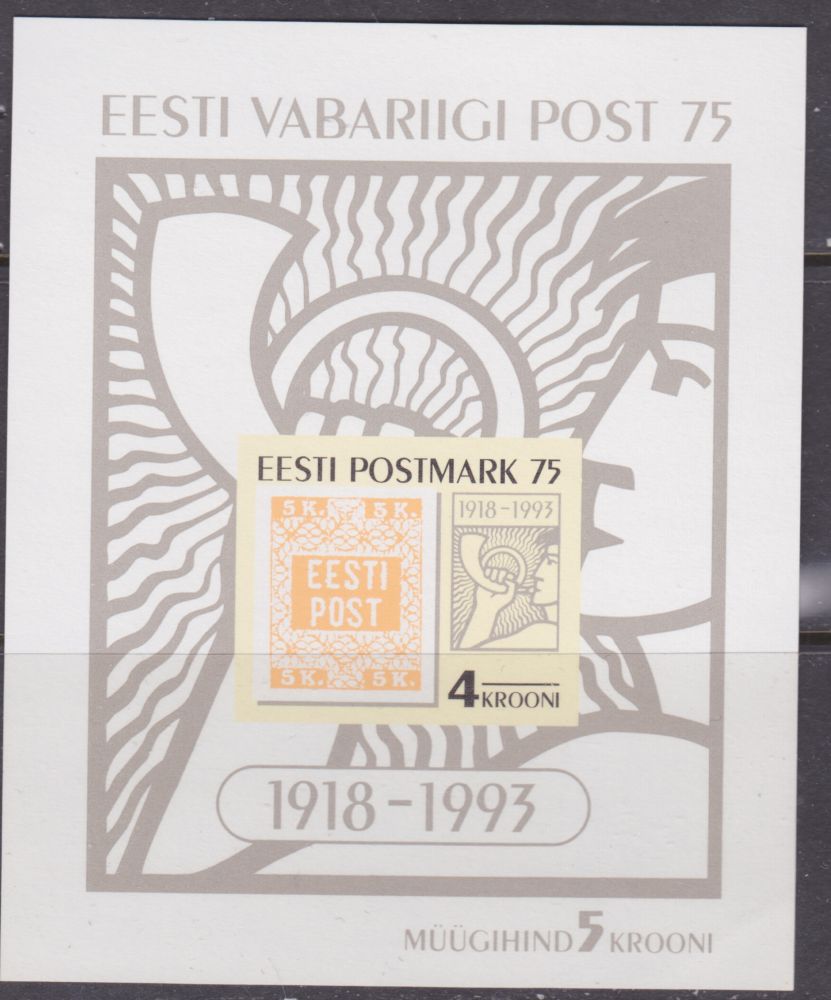 EESTI VABARIIGI POST 75
EESTI POSTMARK 75
5 K. 5 K.
EESTI
POST
5 K. 5 K.
1918-1993
4 KROONI
1918-1993
MÜÜGIHIND 5 KROONI